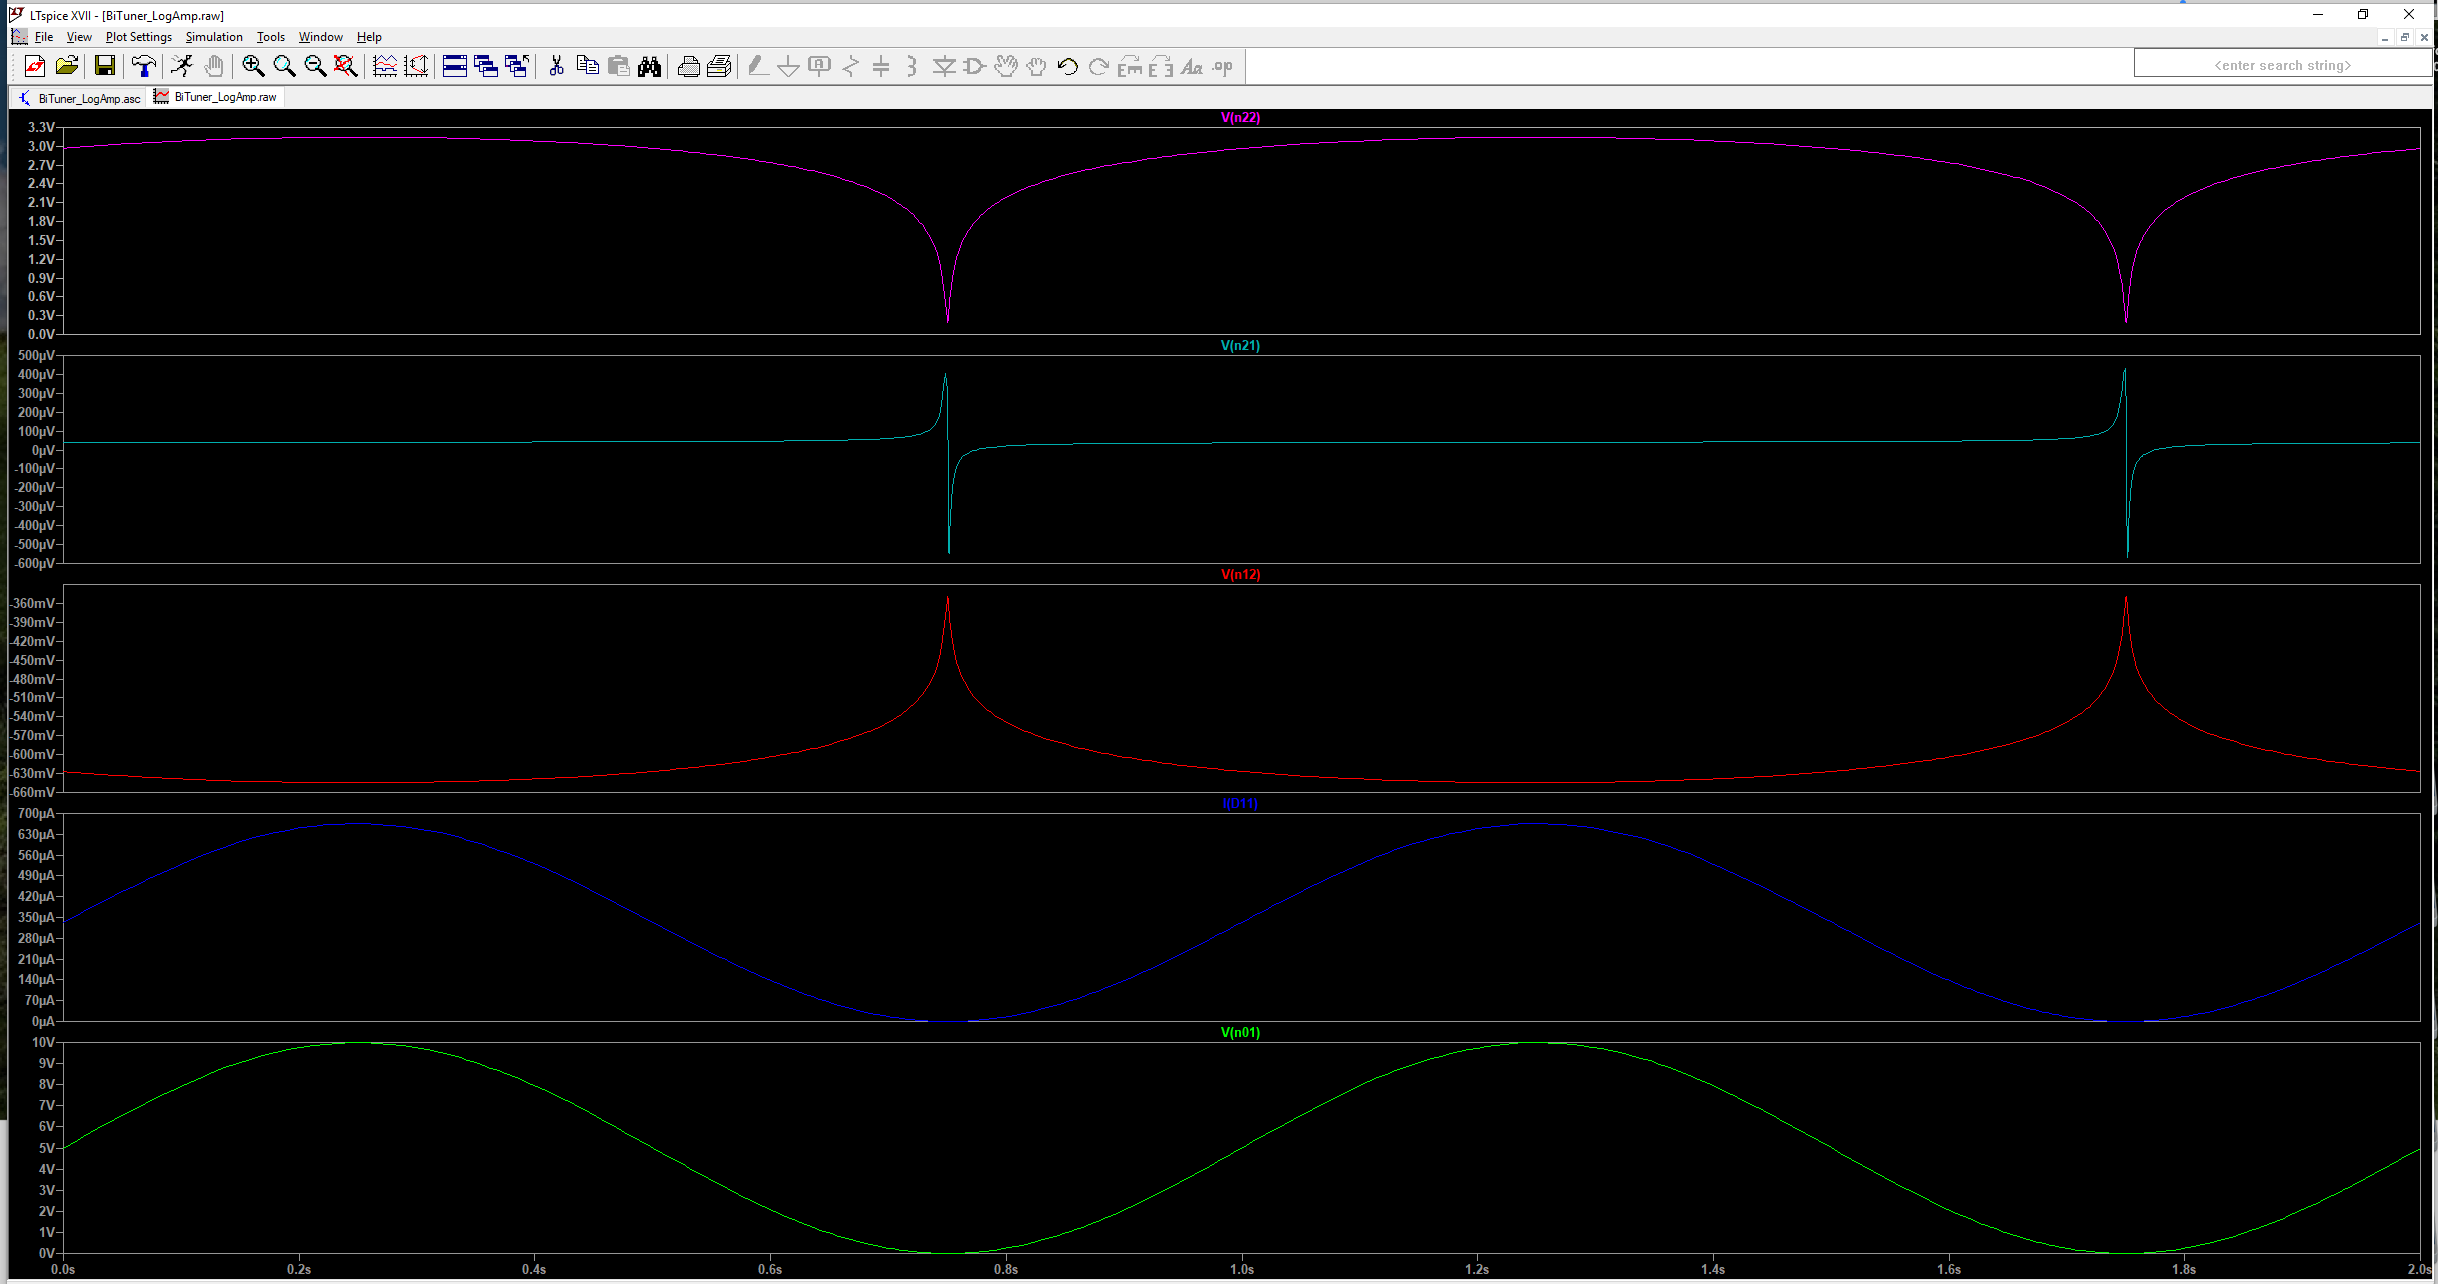 LTspice XVII - [BiTuner_LogAmp.raw]
File View Plot Settings Simulation Tools Window Help
<enter search string>
BiTuner_LogAmp.asc BiTuner_LogAmp.raw
V(n22)
3.3V
3.0V
2.7V
2.4V
2.1V
1.8V
1.5V
1.2V
0.9V
0.6V
0.3V
0.0V
V(n21)
500µV
400µV
300µV
200µV
100µV
0µV
-100µV
-200µV
-300µV
-400µV
-500µV
-600µV
V(n12)
-360mV
-390mV
-420mV
-450mV
-480mV
-510mV
-540mV
-570mV
-600mV
-630mV
-660mV
I(D11)
700µA
630µA
560µA
490µA
420µA
350µA
280µA
210µA
140µA
70µA
0µA
V(n01)
10V
9V
8V
7V
6V
5V
4V
3V
2V
1V
0V
0.0s 0.2s 0.4s 0.6s 0.8s 1.0s 1.2s 1.4s 1.6s 1.8s 2.0s